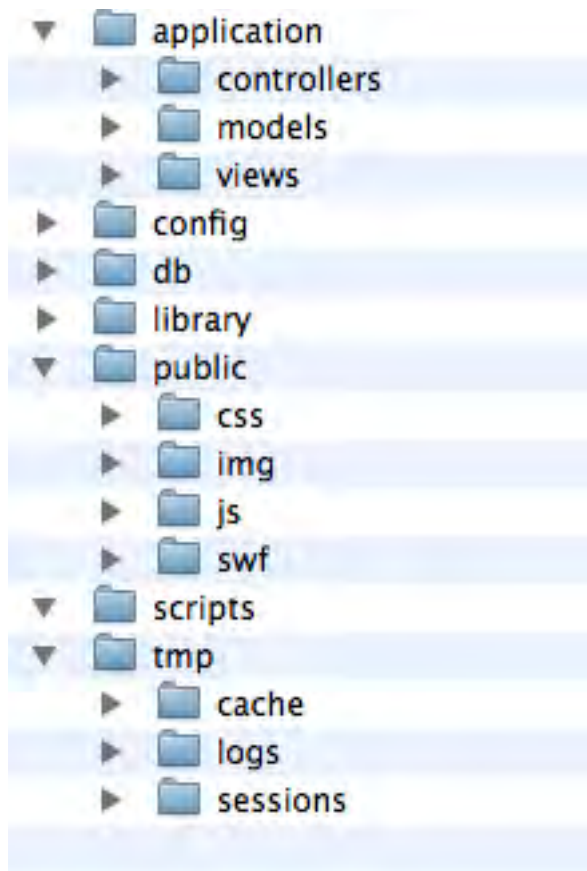 application
controllers
models
views
config
db
library
public
css
img
js
swf
scripts
tmp
cache
logs
sessions